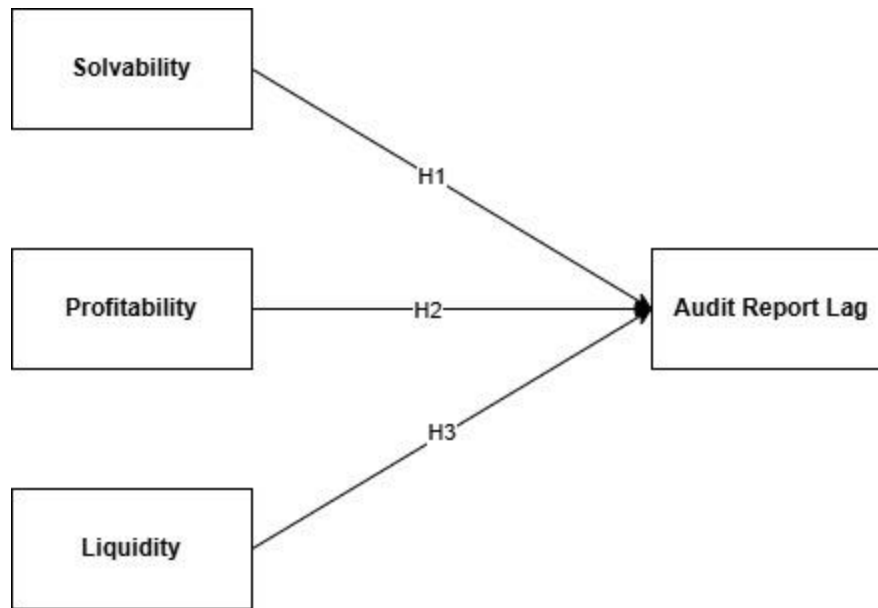 Solvability
H1
Profitability
H2
Audit Report Lag
H3
Liquidity